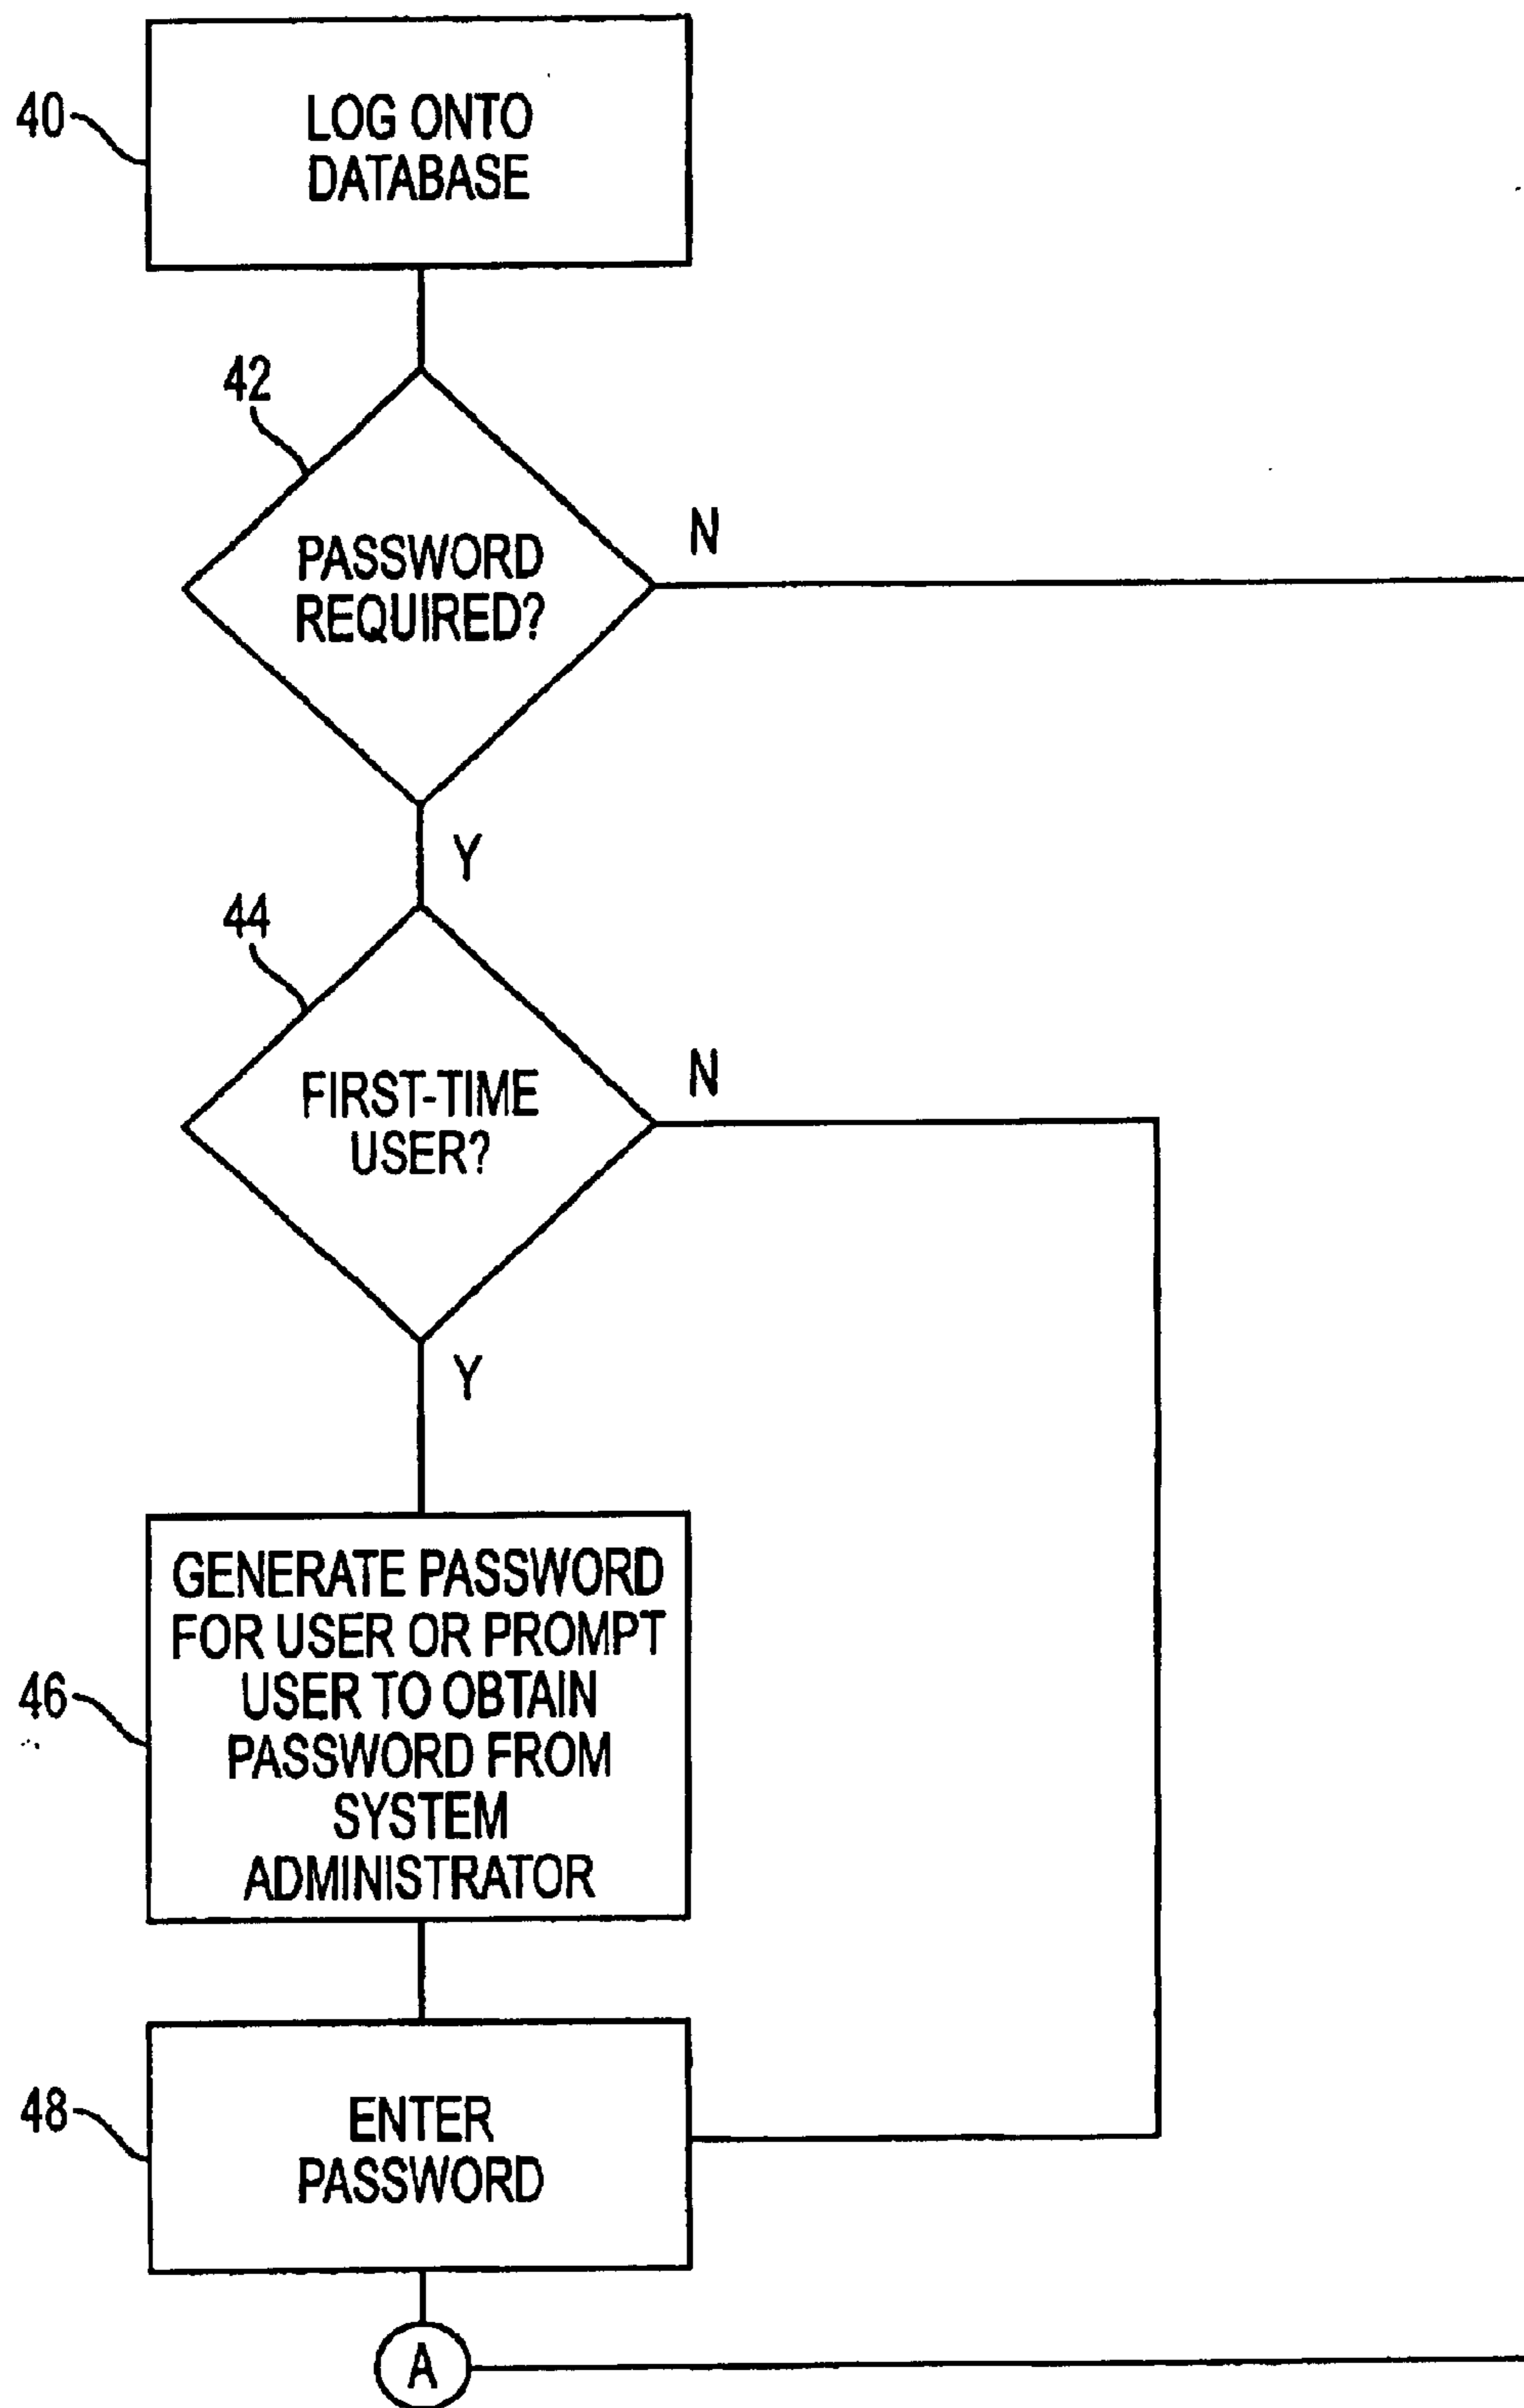 40
LOG ONTO
DATABASE
42
PASSWORD
REQUIRED?
N
Y
44
FIRST-TIME
USER?
N
Y
46
GENERATE PASSWORD
FOR USER OR PROMPT
USER TO OBTAIN
PASSWORD FROM
SYSTEM
ADMINISTRATOR
48
ENTER
PASSWORD
A